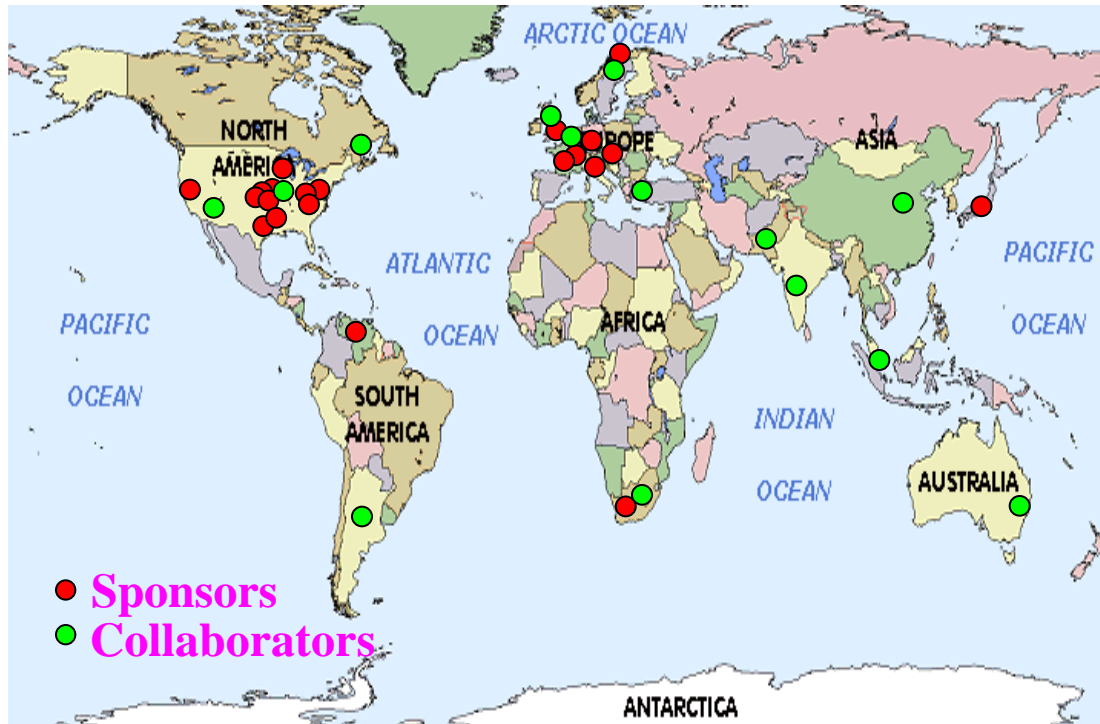 ARCTIC OCEAN
NORTH
AMERICA
EUROPE
ASIA
ATLANTIC
OCEAN
PACIFIC
OCEAN
PACIFIC
OCEAN
AFRICA
SOUTH
AMERICA
INDIAN
OCEAN
AUSTRALIA
Sponsors
Collaborators
ANTARCTICA